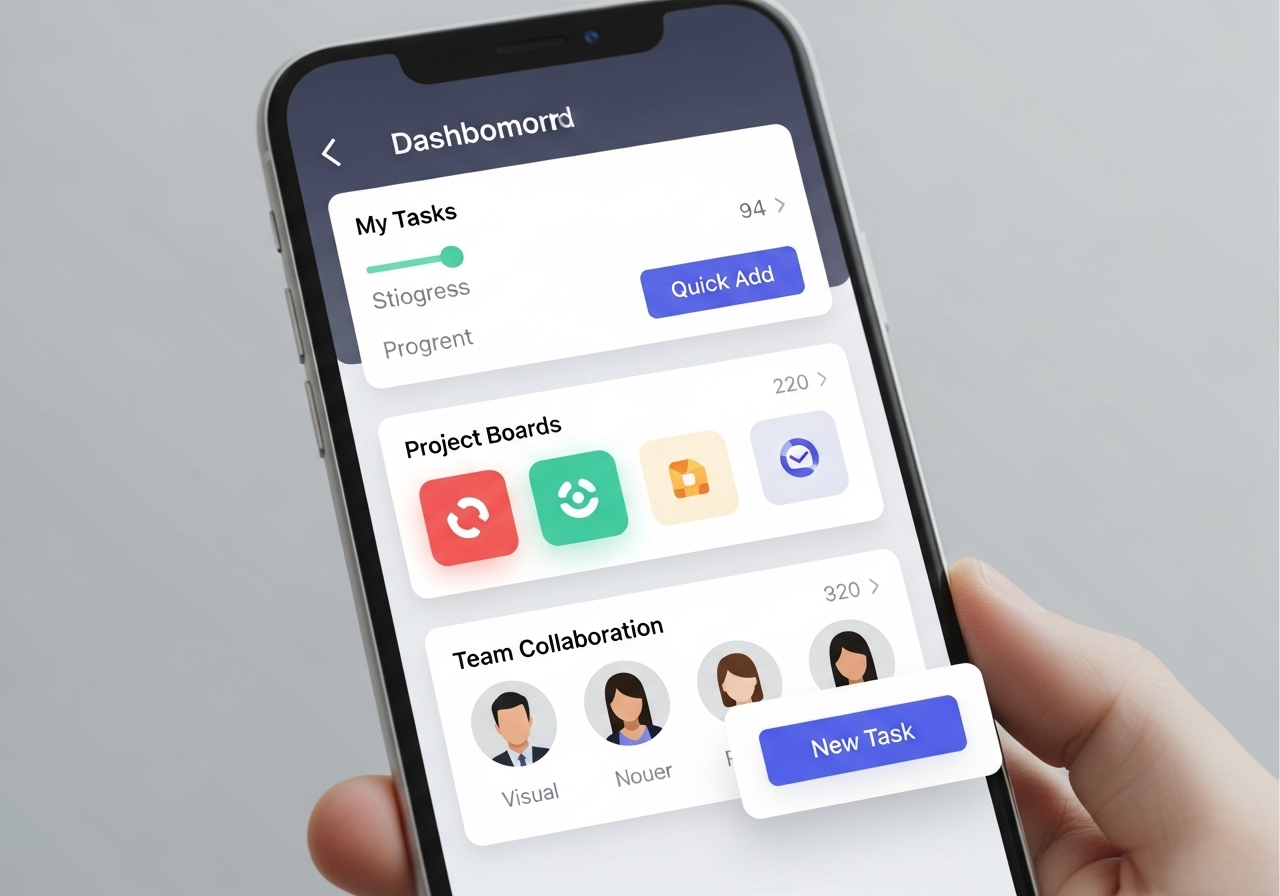 Dashbomorrd
My Tasks
94
Stiogress
Quick Add
Progrent
Project Boards
220
Team Collaboration
320
Visual
Nouer
New Task